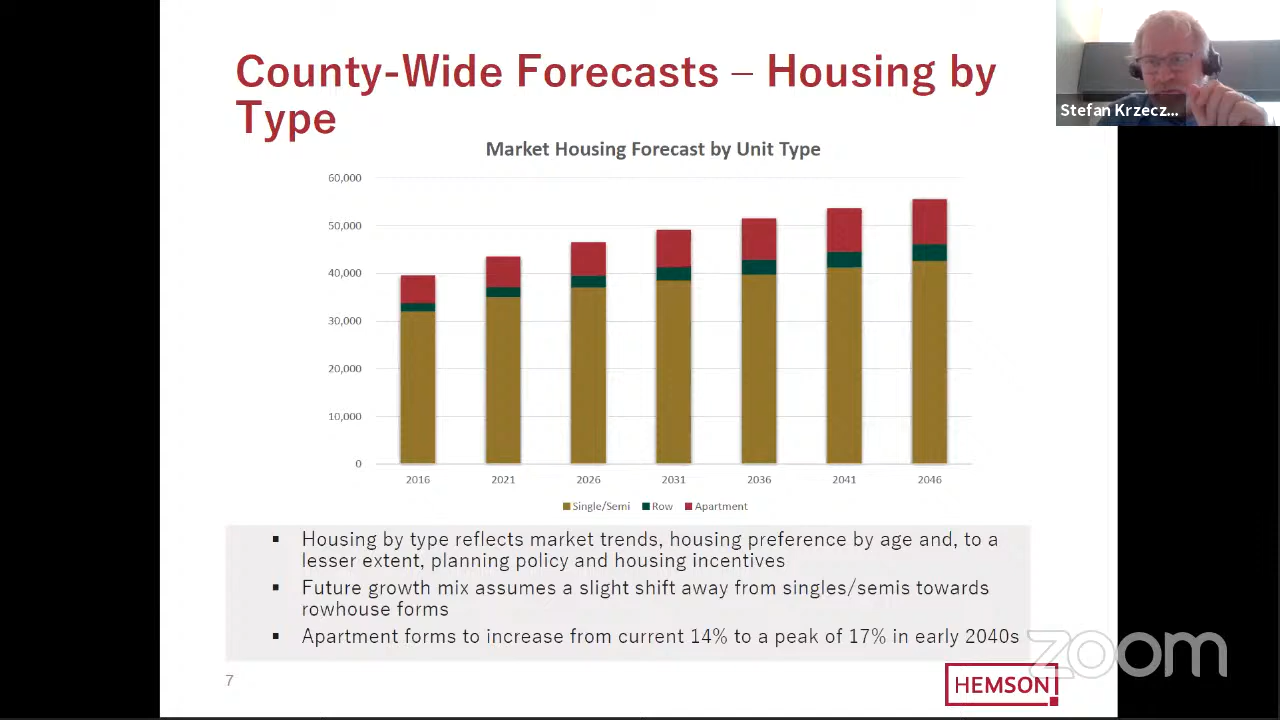 County-Wide Forecasts – Housing by
Type
Stefan Krzecz...
Market Housing Forecast by Unit Type
60,000
50,000
40,000
30,000
20,000
10,000
0
2016 2021 2026 2031 2036 2041 2046
Single/Semi Row Apartment
▪ Housing by type reflects market trends, housing preference by age and, to a
lesser extent, planning policy and housing incentives
▪ Future growth mix assumes a slight shift away from singles/semis towards
rowhouse forms
▪ Apartment forms to increase from current 14% to a peak of 17% in early 2040s
zoom
7
HEMSON